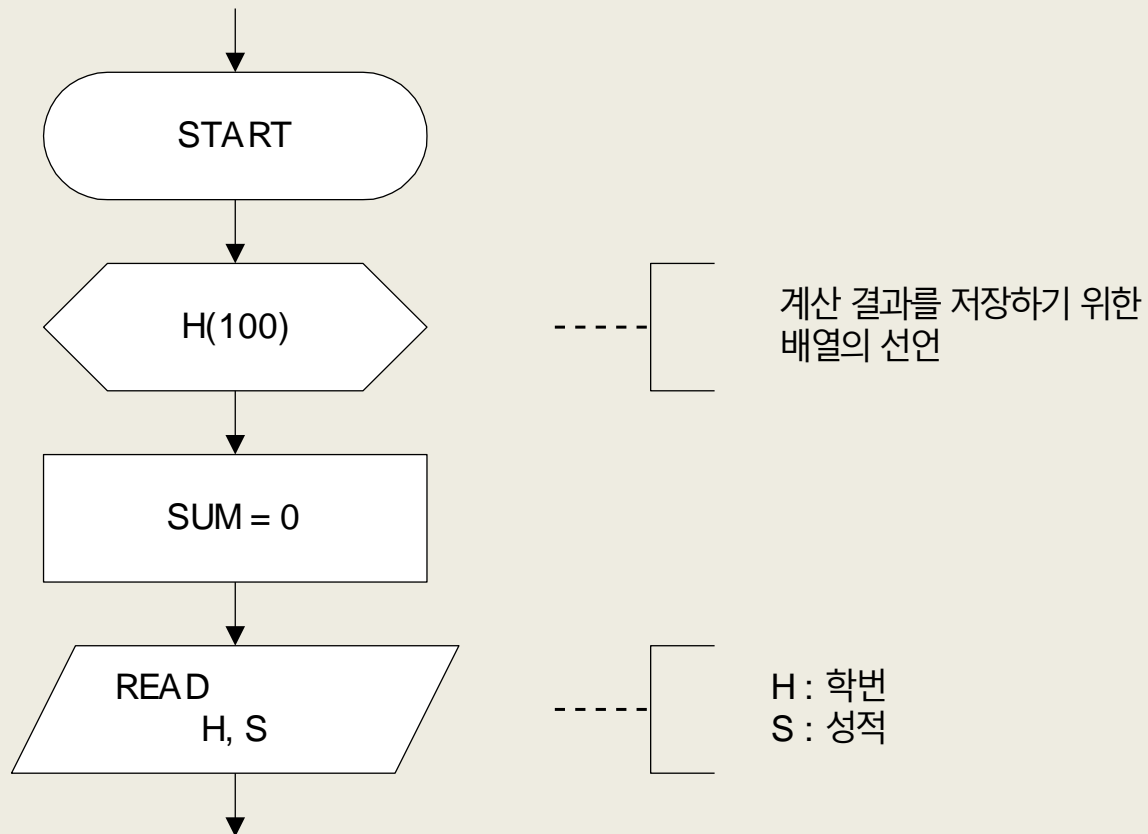 START
H(100)
계산 결과를 저장하기 위한
배열의 선언
SUM = 0
READ
H, S
H : 학번
S : 성적